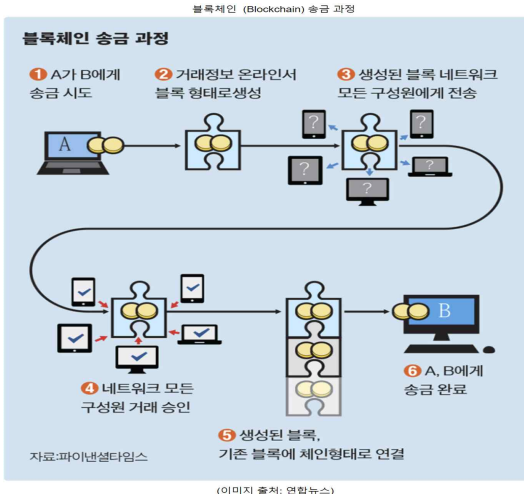 블록체인 (Blockchain) 송금 과정
블록체인 송금 과정
1 A가 B에게
송금 시도
2 거래정보 온라인서
블록 형태로생성
3 생성된 블록 네트워크
모든 구성원에게 전송
A
?
?
?
?
?
4 네트워크 모든
구성원 거래 승인
5 생성된 블록,
기존 블록에 체인형태로 연결
B
6 A, B에게
송금 완료
자료:파이낸셜타임스
(이미지 출처: 연합뉴스)